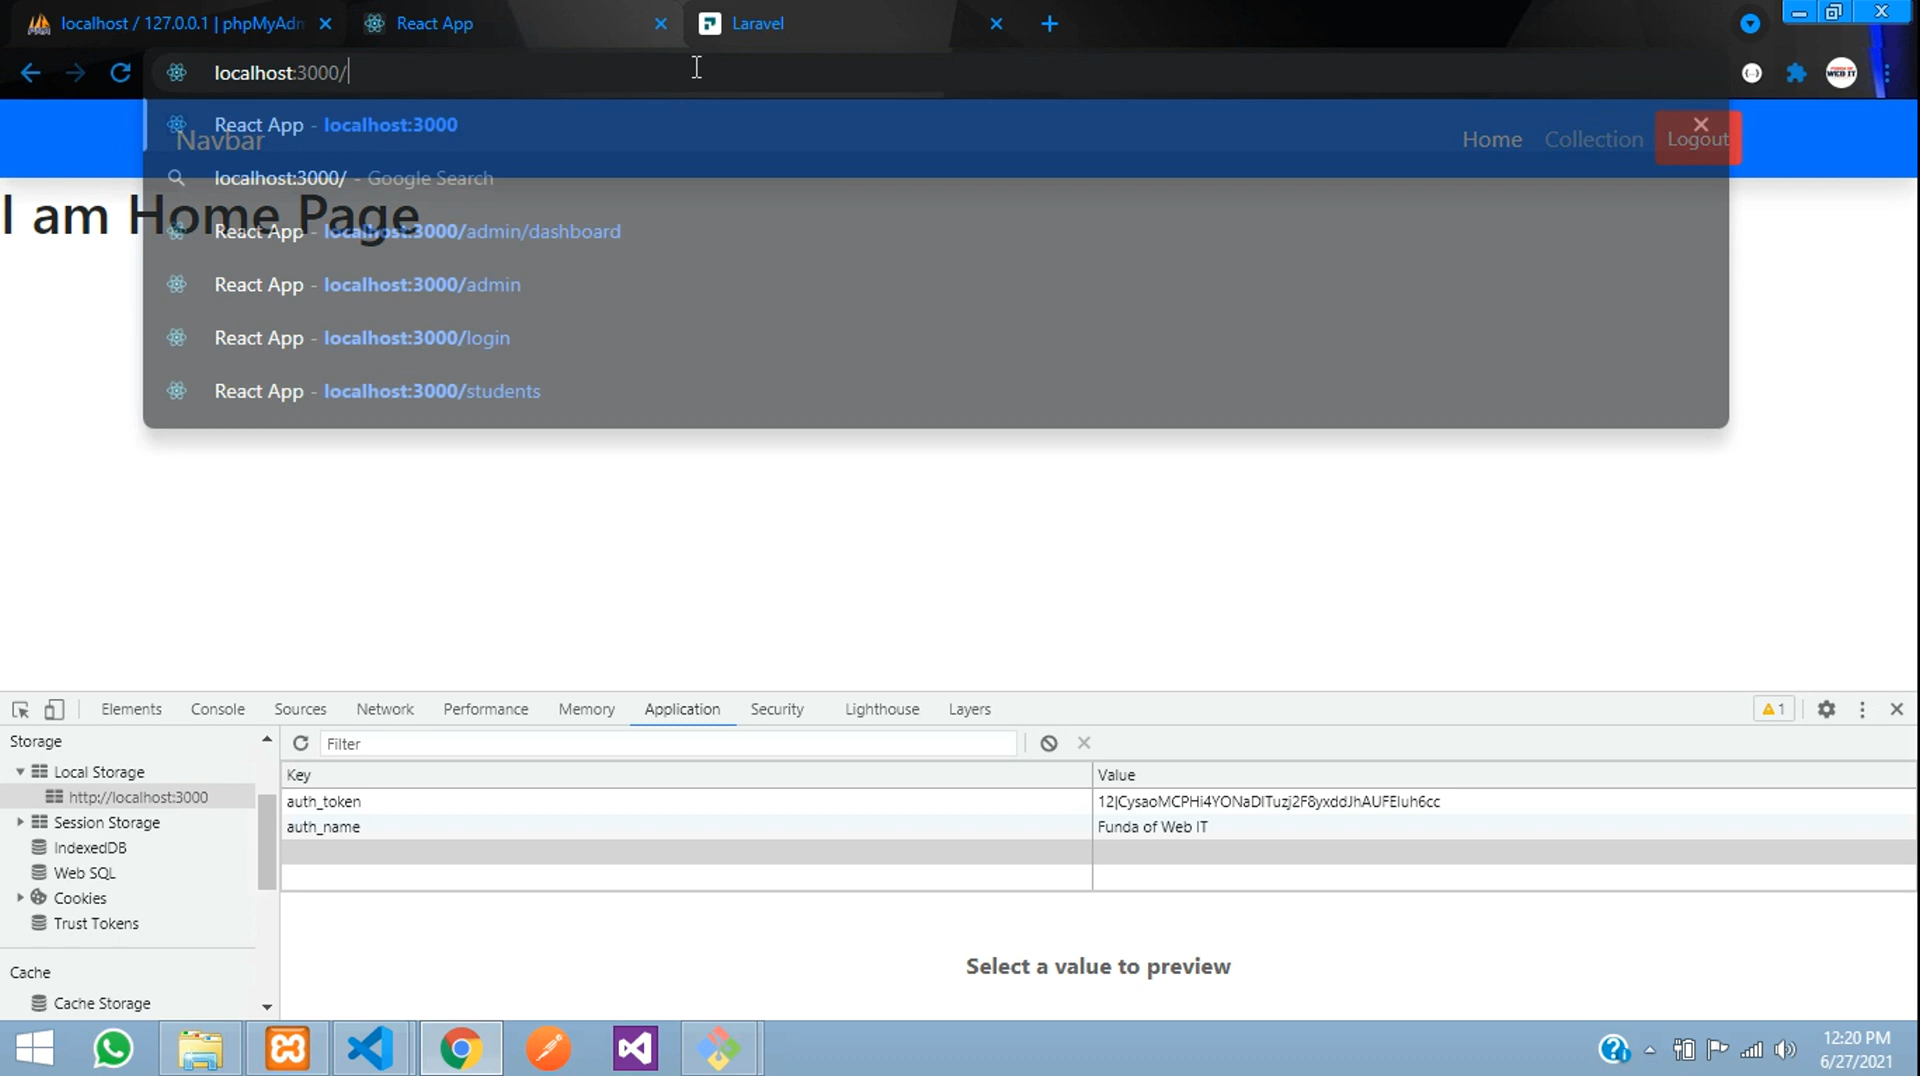 localhost / 127.0.0.1 | phpMyAdm
React App
Laravel
localhost:3000/
WEB IT
React App - localhost:3000
Navbar
Home
Collection
Logout
localhost:3000/ - Google Search
I am Home Page
React App - localhost:3000/admin/dashboard
React App - localhost:3000/admin
React App - localhost:3000/login
React App - localhost:3000/students
Elements
Console
Sources
Network
Performance
Memory
Application
Security
Lighthouse
Layers
1
Storage
Filter
Local Storage
Key
Value
http://localhost:3000
auth_token
12|CysaoMCPHi4YONaDITuzj2F8yxddJhAUFEIuh6cc
Session Storage
auth_name
Funda of Web IT
IndexedDB
Web SQL
Cookies
Trust Tokens
Select a value to preview
Cache
Cache Storage
12:20 PM
6/27/2021